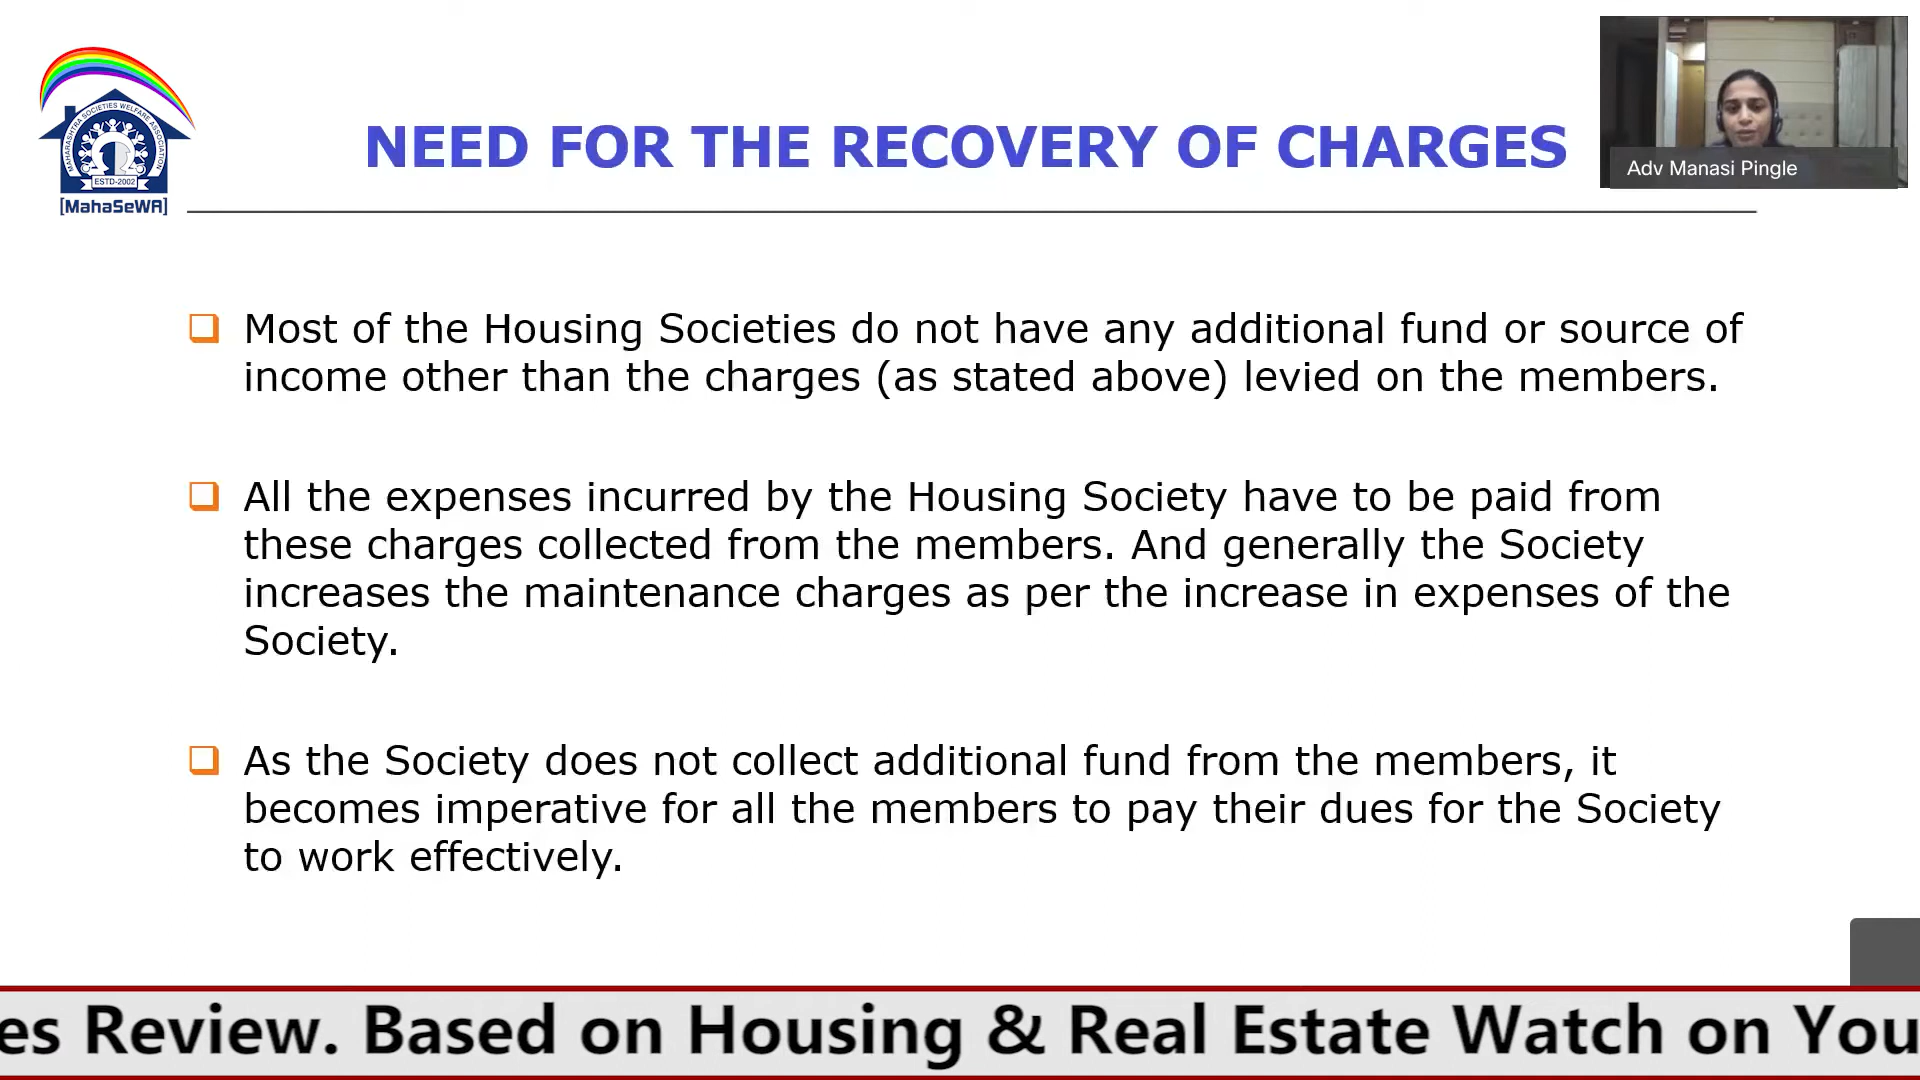 MAHARASHTRA SOCIETIES WELFARE ASSOCIATION
ESTD-2002
[MahaSeWA]
NEED FOR THE RECOVERY OF CHARGES
Adv Manasi Pingle
Most of the Housing Societies do not have any additional fund or source of
income other than the charges (as stated above) levied on the members.
All the expenses incurred by the Housing Society have to be paid from
these charges collected from the members. And generally the Society
increases the maintenance charges as per the increase in expenses of the
Society.
As the Society does not collect additional fund from the members, it
becomes imperative for all the members to pay their dues for the Society
to work effectively.
es Review. Based on Housing & Real Estate Watch on You